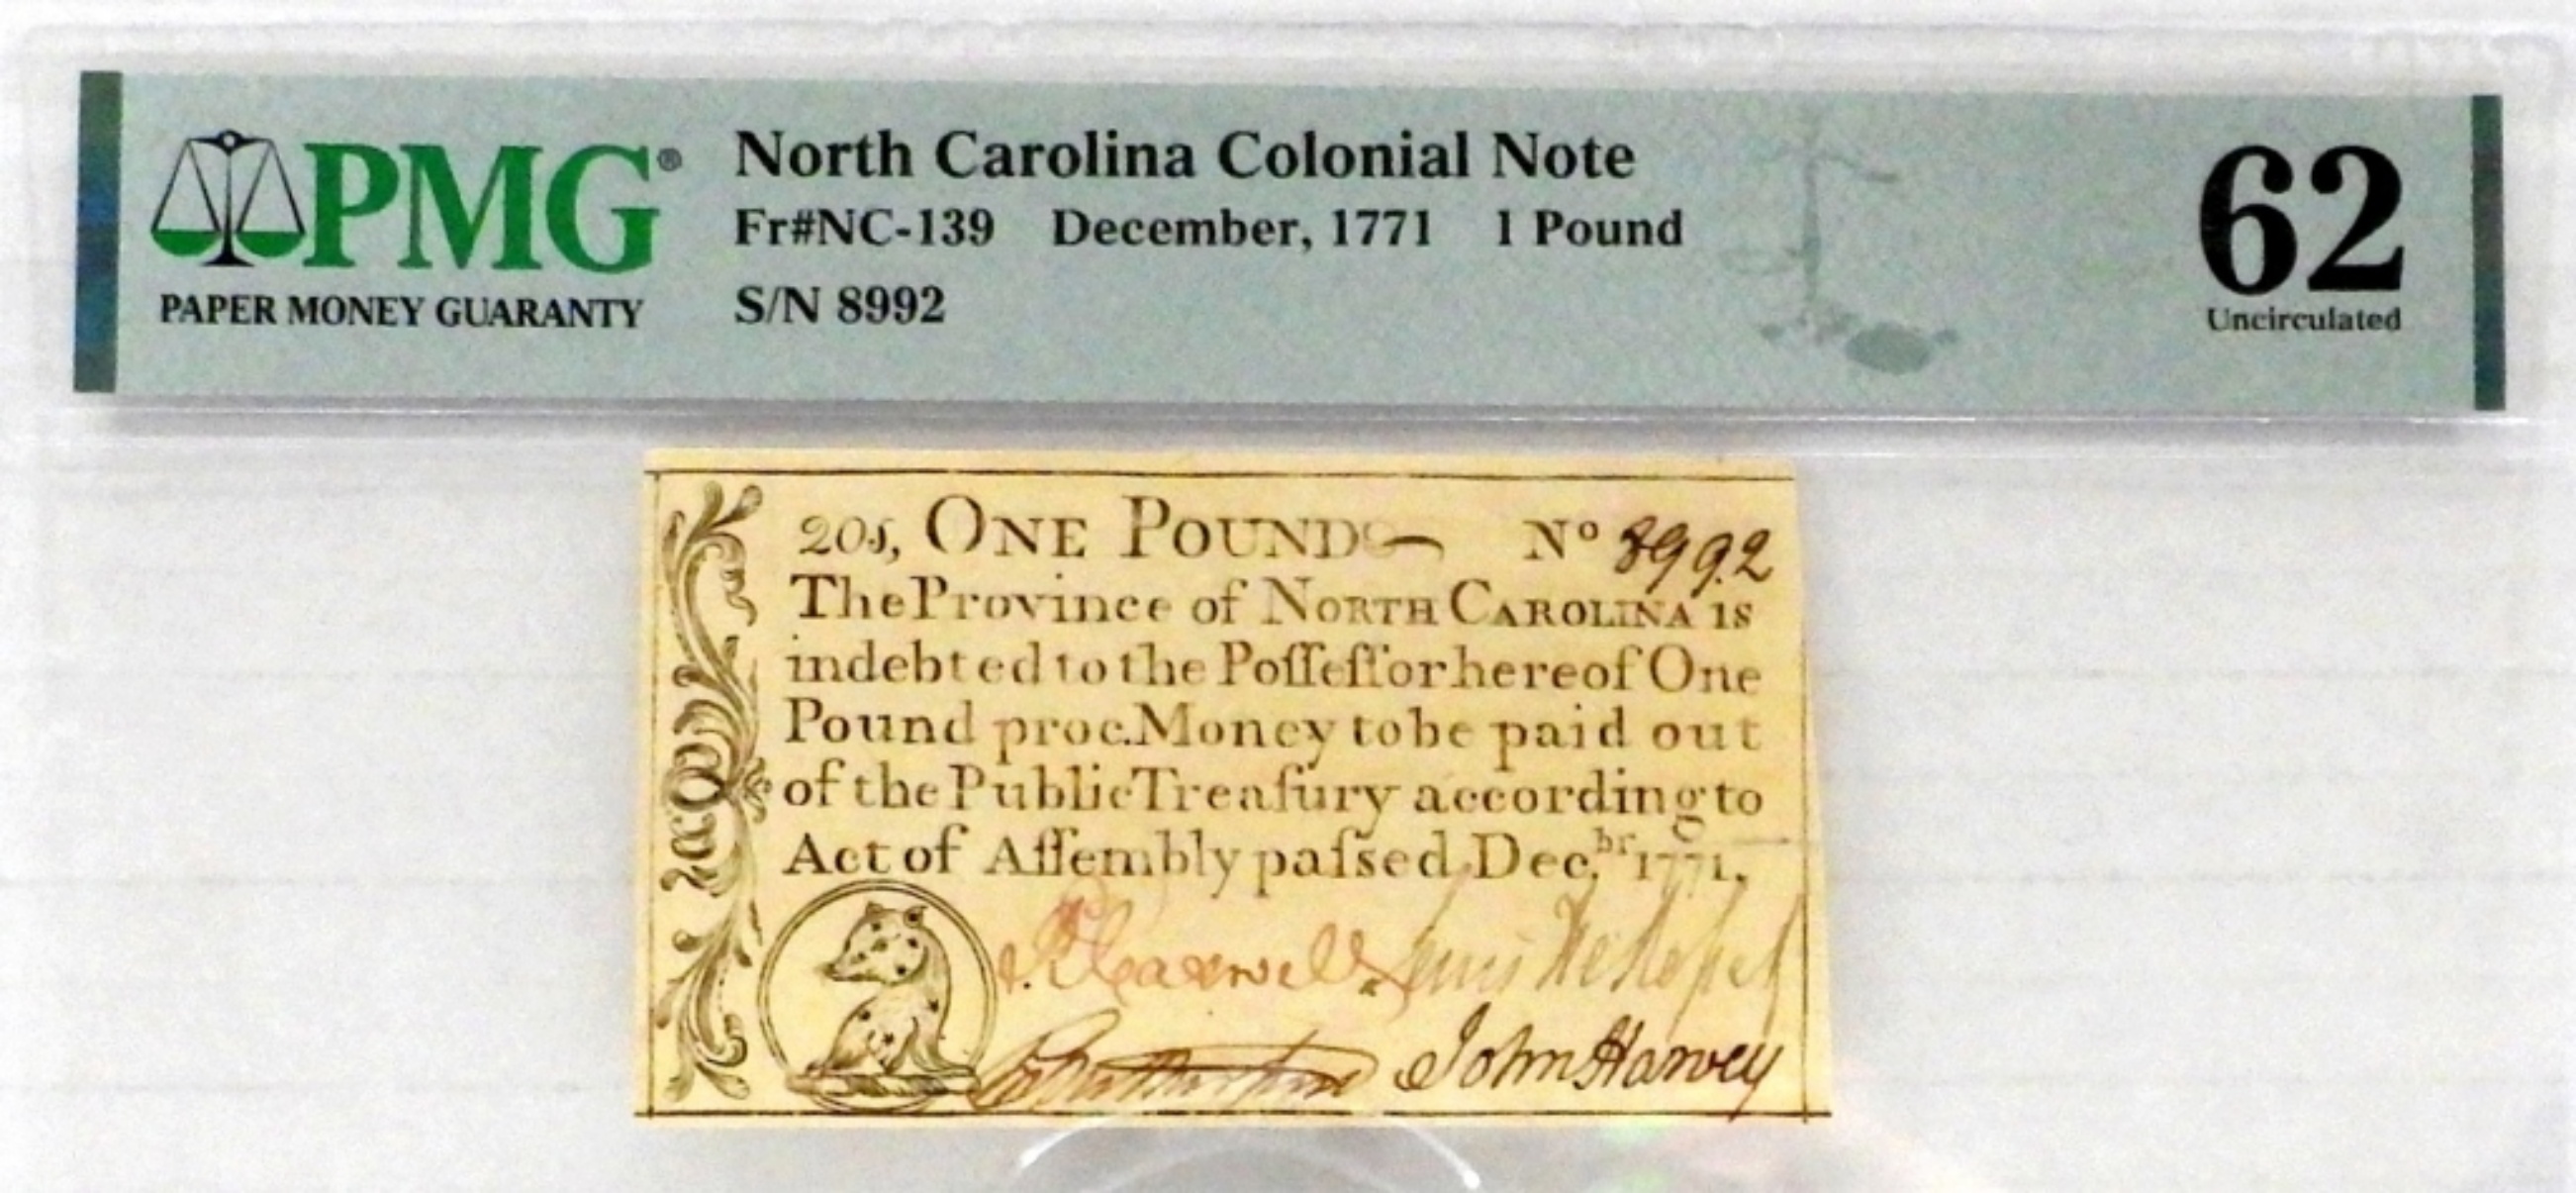 PMG®
PAPER MONEY GUARANTY
North Carolina Colonial Note
Fr#NC-139 December, 1771 1 Pound
S/N 8992
62
Uncirculated
20s, ONE POUND Nº 8992
The Province of NORTH CAROLINA is
indebted to the Poſſeſſor hereof One
Pound proc. Money to be paid out
of the Public Treaſury according to
Act of Aſſembly paſsed Dec.br 1771.
John Harvey